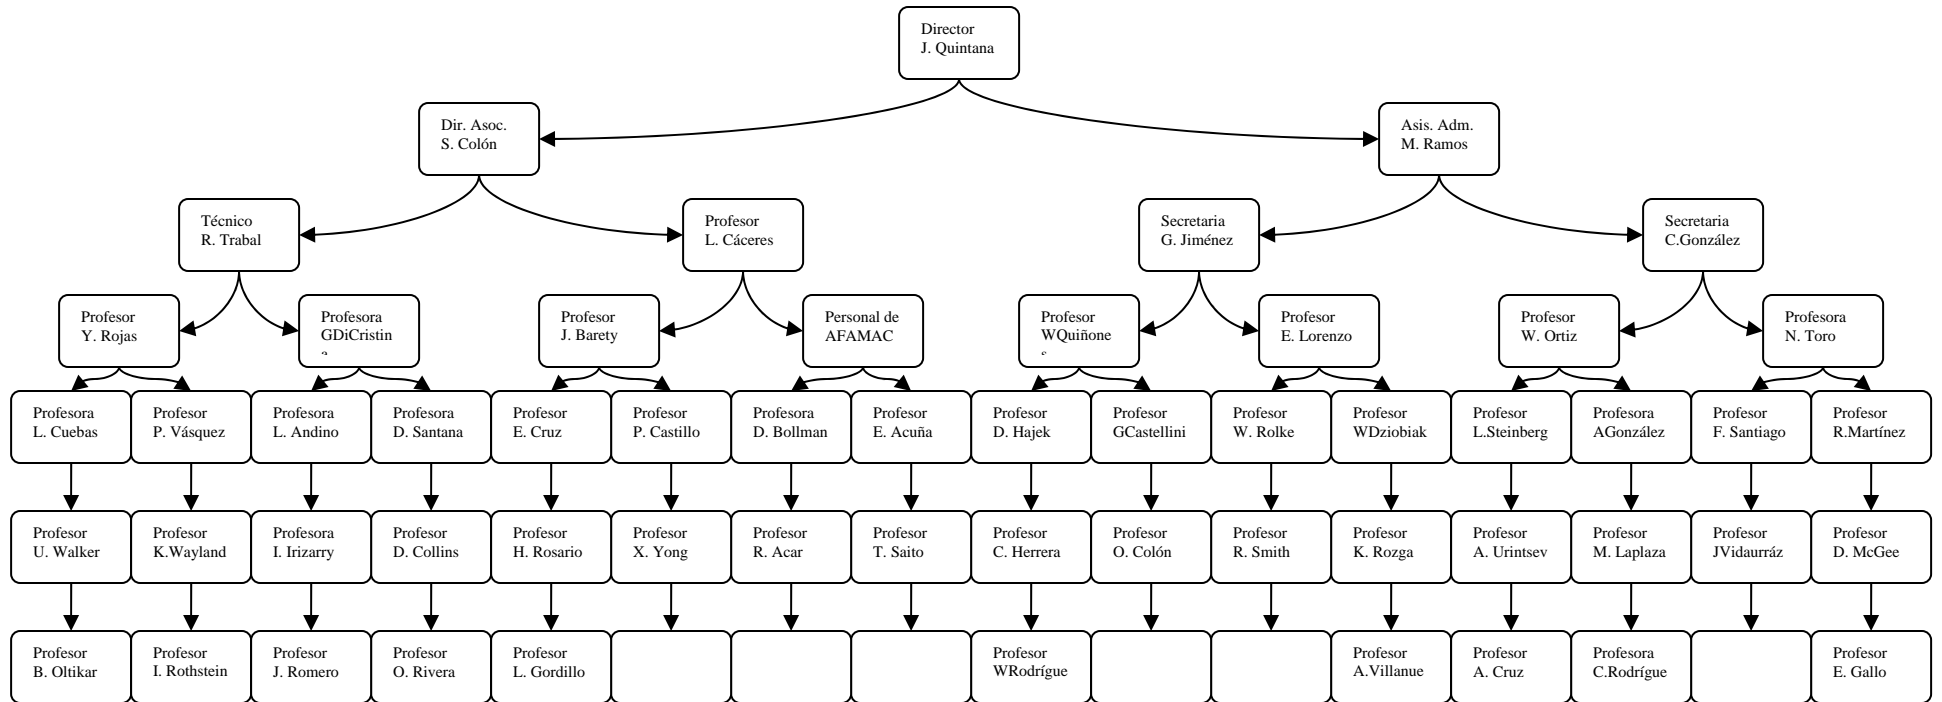 Director
J. Quintana
Dir. Asoc.
S. Colón
Asis. Adm.
M. Ramos
Técnico
R. Trabal
Profesor
L. Cáceres
Secretaria
G. Jiménez
Secretaria
C.González
Profesor
Y. Rojas
Profesora
GDiCristin
a
Profesor
J. Barety
Personal de
AFAMAC
Profesor
WQuiñone
s
Profesor
E. Lorenzo
Profesor
W. Ortiz
Profesora
N. Toro
Profesora
L. Cuebas
Profesor
P. Vásquez
Profesora
L. Andino
Profesora
D. Santana
Profesor
E. Cruz
Profesor
P. Castillo
Profesora
D. Bollman
Profesor
E. Acuña
Profesor
D. Hajek
Profesor
GCastellini
Profesor
W. Rolke
Profesor
WDziobiak
Profesor
L.Steinberg
Profesora
AGonzález
Profesor
F. Santiago
Profesor
R.Martínez
Profesor
U. Walker
Profesor
K.Wayland
Profesora
I. Irizarry
Profesor
D. Collins
Profesor
H. Rosario
Profesor
X. Yong
Profesor
R. Acar
Profesor
T. Saito
Profesor
C. Herrera
Profesor
O. Colón
Profesor
R. Smith
Profesor
K. Rozga
Profesor
A. Urintsev
Profesor
M. Laplaza
Profesor
JVidaurráz
Profesor
D. McGee
Profesor
B. Oltikar
Profesor
I. Rothstein
Profesor
J. Romero
Profesor
O. Rivera
Profesor
L. Gordillo
Profesor
WRodrígue
Profesor
A.Villanue
Profesor
A. Cruz
Profesora
C.Rodrígue
Profesor
E. Gallo